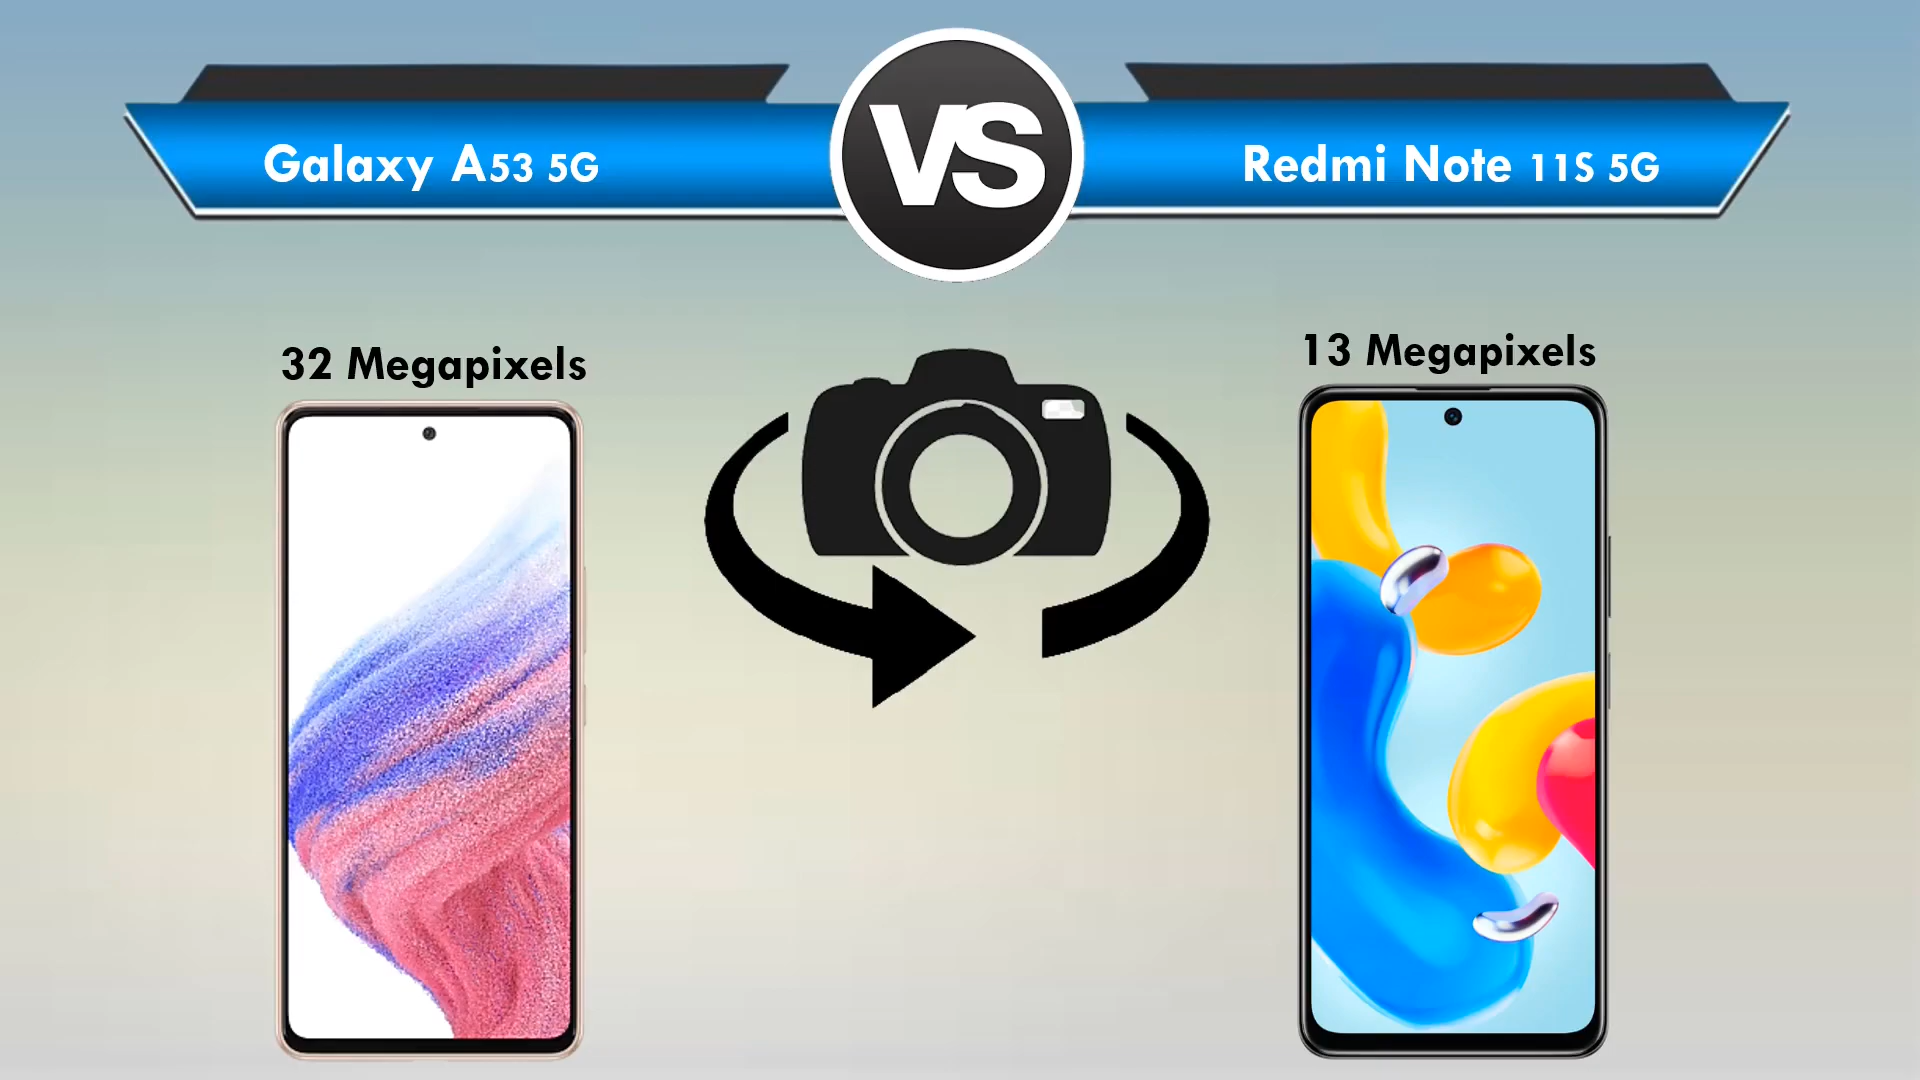 Galaxy A53 5G
VS
Redmi Note 11S 5G
32 Megapixels
13 Megapixels